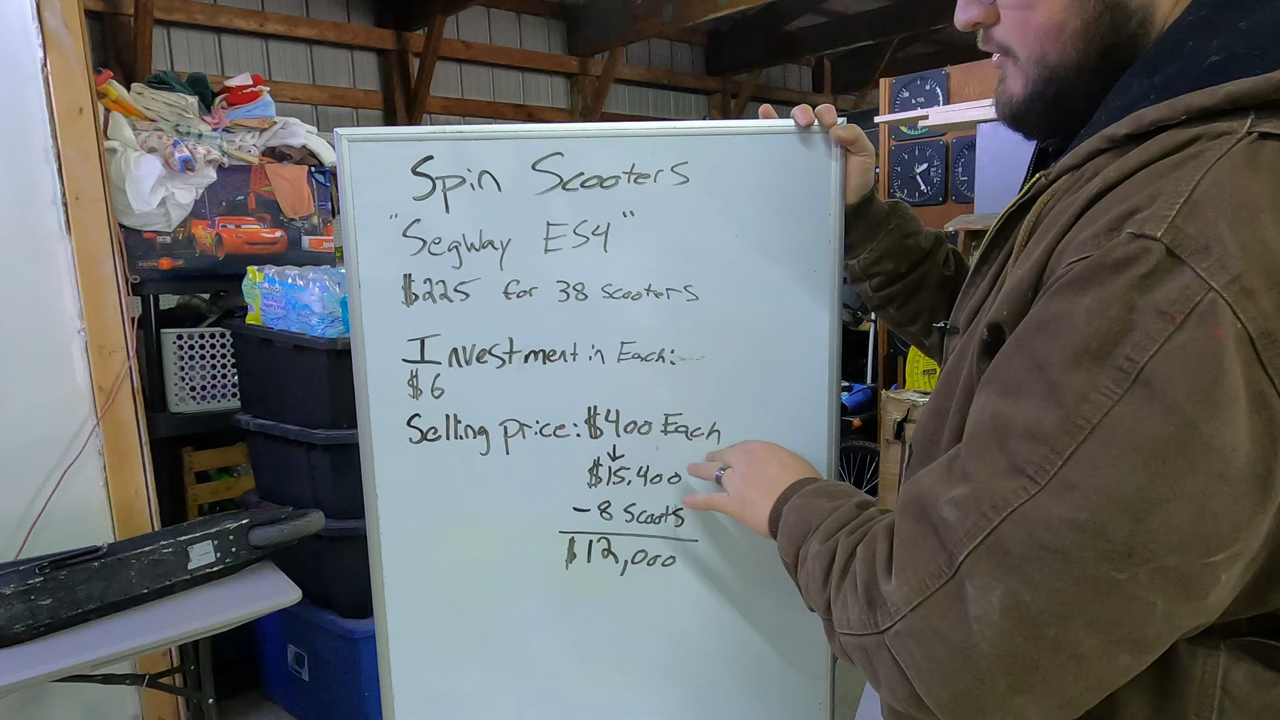 Spin Scooters
"Segway ES4"
$225 for 38 scooters
Investment in Each:
$6
Selling price: $400 Each
↓
$15,400
- 8 Scoots
$12,000